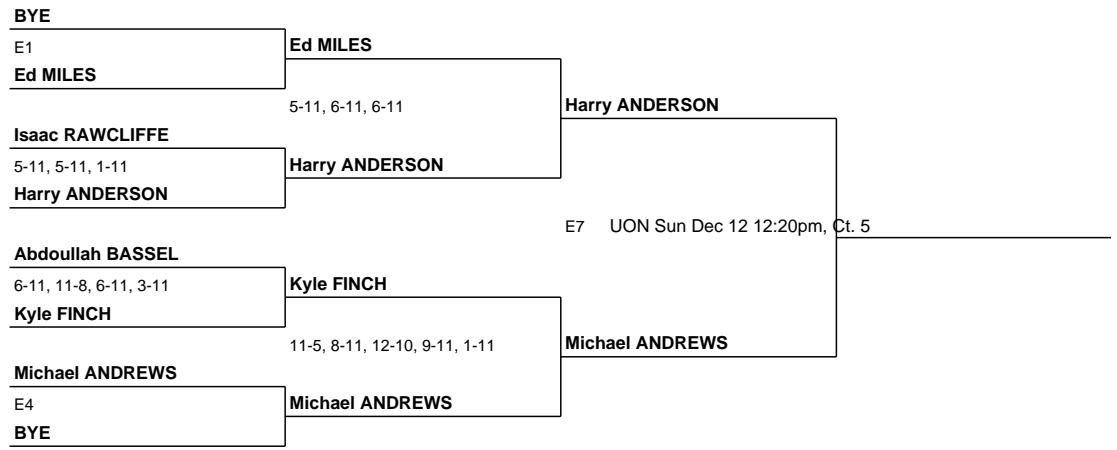 BYE
E1
Ed MILES
Ed MILES
5-11, 6-11, 6-11
Harry ANDERSON
Isaac RAWCLIFFE
5-11, 5-11, 1-11
Harry ANDERSON
Harry ANDERSON
E7 UON Sun Dec 12 12:20pm, Ct. 5
Abdoullah BASSEL
6-11, 11-8, 6-11, 3-11
Kyle FINCH
Kyle FINCH
11-5, 8-11, 12-10, 9-11, 1-11
Michael ANDREWS
Michael ANDREWS
E4
BYE
Michael ANDREWS